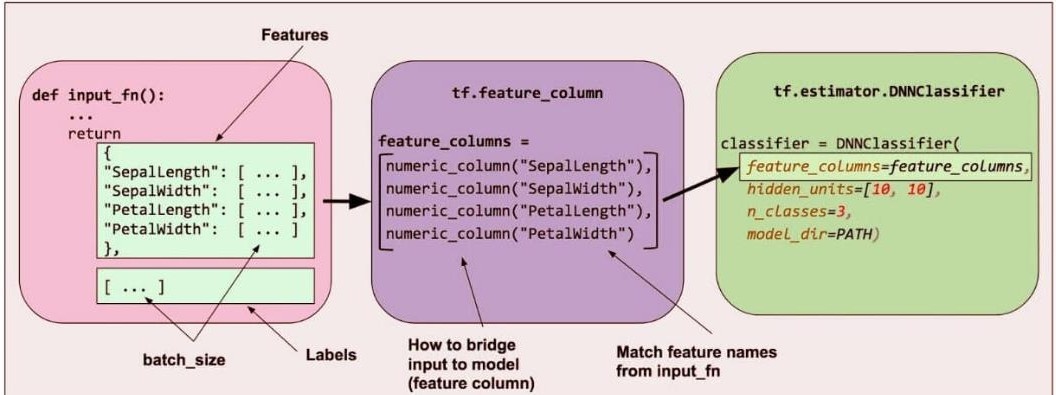 Features
def input_fn():
...
return
{
"SepalLength": [ ... ],
"SepalWidth": [ ... ],
"PetalLength": [ ... ],
"PetalWidth": [ ... ]
},
[ ... ]
batch_size
Labels
tf.feature_column
feature_columns =
numeric_column("SepalLength"),
numeric_column("SepalWidth"),
numeric_column("PetalLength"),
numeric_column("PetalWidth")
How to bridge
input to model
(feature column)
Match feature names
from input_fn
tf.estimator.DNNClassifier
classifier = DNNClassifier(
feature_columns=feature_columns,
hidden_units=[10, 10],
n_classes=3,
model_dir=PATH)